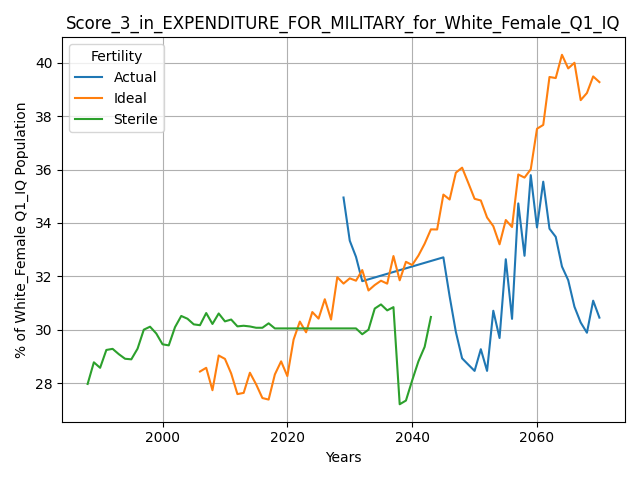 Score_3_in_EXPENDITURE_FOR_MILITARY_for_White_Female_Q1_IQ
Fertility
Actual
Ideal
Sterile
% of White_Female Q1_IQ Population
40
38
36
34
32
30
28
2000
2020
2040
2060
Years